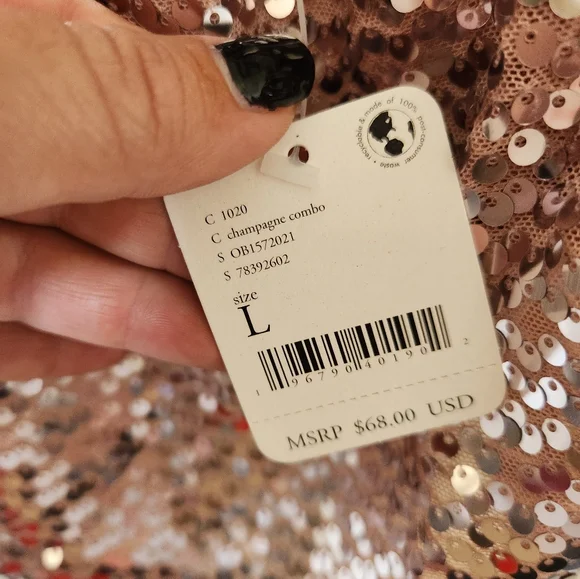 recyclable & made of 100% post-consumer waste •
C 1020
C champagne combo
S OB1572021
S 78392602
size
L
1 96790 40190 2
MSRP $68.00 USD